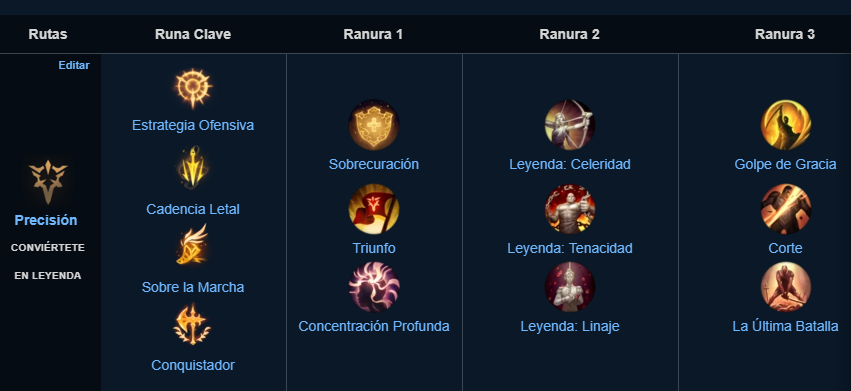 Rutas
Runa Clave
Ranura 1
Ranura 2
Ranura 3
Editar
Precisión
CONVIÉRTETE
EN LEYENDA
Estrategia Ofensiva
Cadencia Letal
Sobre la Marcha
Conquistador
Sobrecuración
Triunfo
Concentración Profunda
Leyenda: Celeridad
Leyenda: Tenacidad
Leyenda: Linaje
Golpe de Gracia
Corte
La Última Batalla